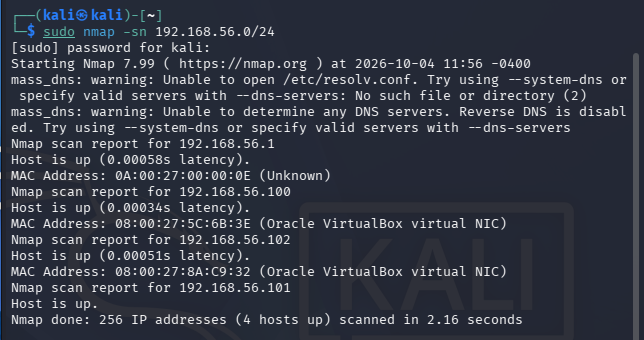 ┌──(kali㉿kali)-[~]
└─$ sudo nmap -sn 192.168.56.0/24
[sudo] password for kali:
Starting Nmap 7.99 ( https://nmap.org ) at 2026-10-04 11:56 -0400
mass_dns: warning: Unable to open /etc/resolv.conf. Try using --system-dns or
 specify valid servers with --dns-servers: No such file or directory (2)
mass_dns: warning: Unable to determine any DNS servers. Reverse DNS is disabl
ed. Try using --system-dns or specify valid servers with --dns-servers
Nmap scan report for 192.168.56.1
Host is up (0.00058s latency).
MAC Address: 0A:00:27:00:00:0E (Unknown)
Nmap scan report for 192.168.56.100
Host is up (0.00034s latency).
MAC Address: 08:00:27:5C:6B:3E (Oracle VirtualBox virtual NIC)
Nmap scan report for 192.168.56.102
Host is up (0.00051s latency).
MAC Address: 08:00:27:8A:C9:32 (Oracle VirtualBox virtual NIC)
Nmap scan report for 192.168.56.101
Host is up.
Nmap done: 256 IP addresses (4 hosts up) scanned in 2.16 seconds
KALI